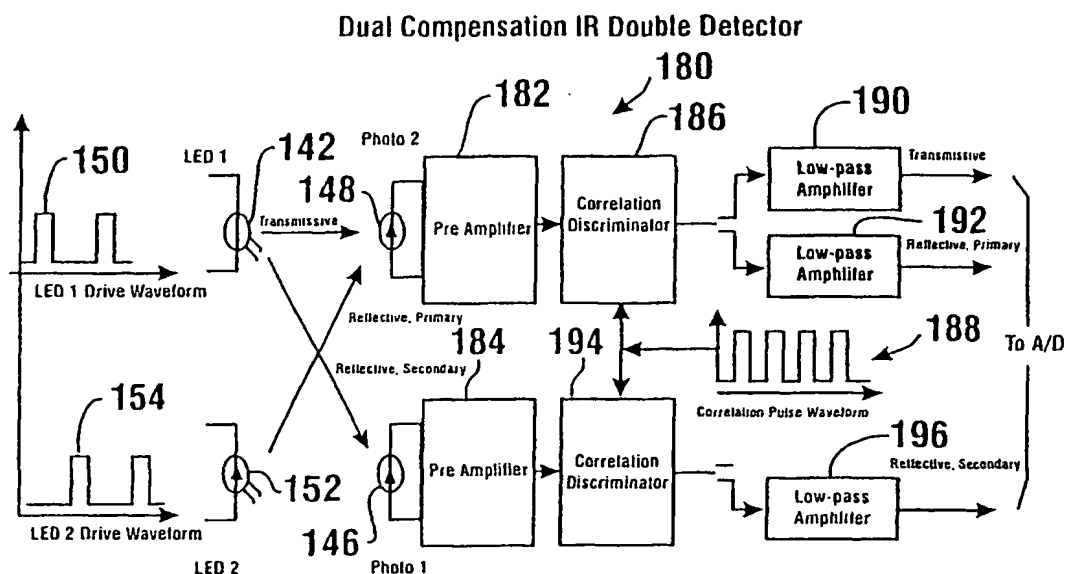 Dual Compensation IR Double Detector
180
182
186
190
150
LED 1
142
Photo 2
148
Transmissive
Pre Amplifier
Correlation
Discriminator
Low-pass
Amphlifer
Transmissive
192
Low-pass
Amphlifer
Reflective, Primary
LED 1 Drive Waveform
Reflective, Primary
Reflective, Secondary
184
194
188
To A/D
Correlation Pulse Waveform
154
152
146
Pre Amplifier
Correlation
Discriminator
196
Reflective, Secondary
Low-pass
Amphlifer
LED 2 Drive Waveform
LED 2
Photo 1